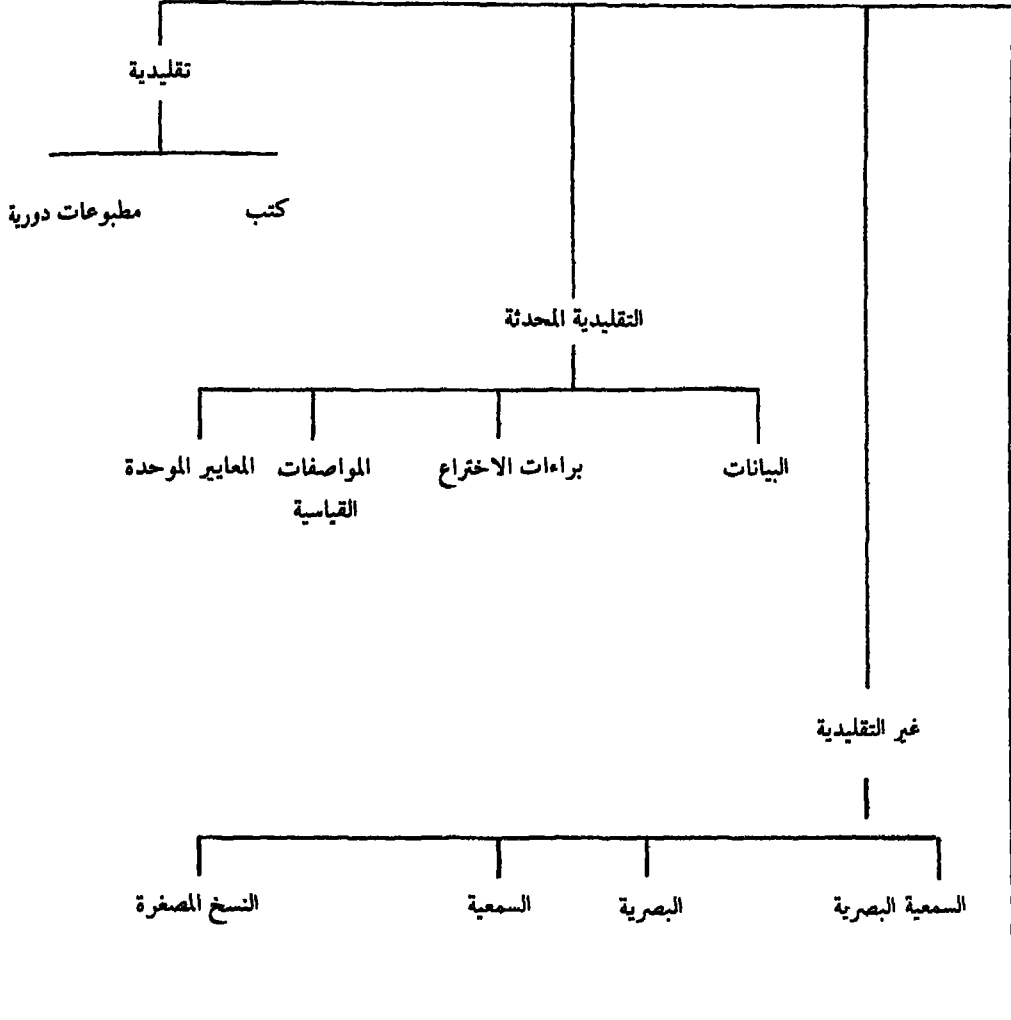 تقليدية
كتب
مطبوعات دورية
التقليدية المحدثة
البيانات
براءات الاختراع
المواصفات
القياسية
المعايير الموحدة
غير التقليدية
السمعية البصرية
البصرية
السمعية
النسخ المصغرة